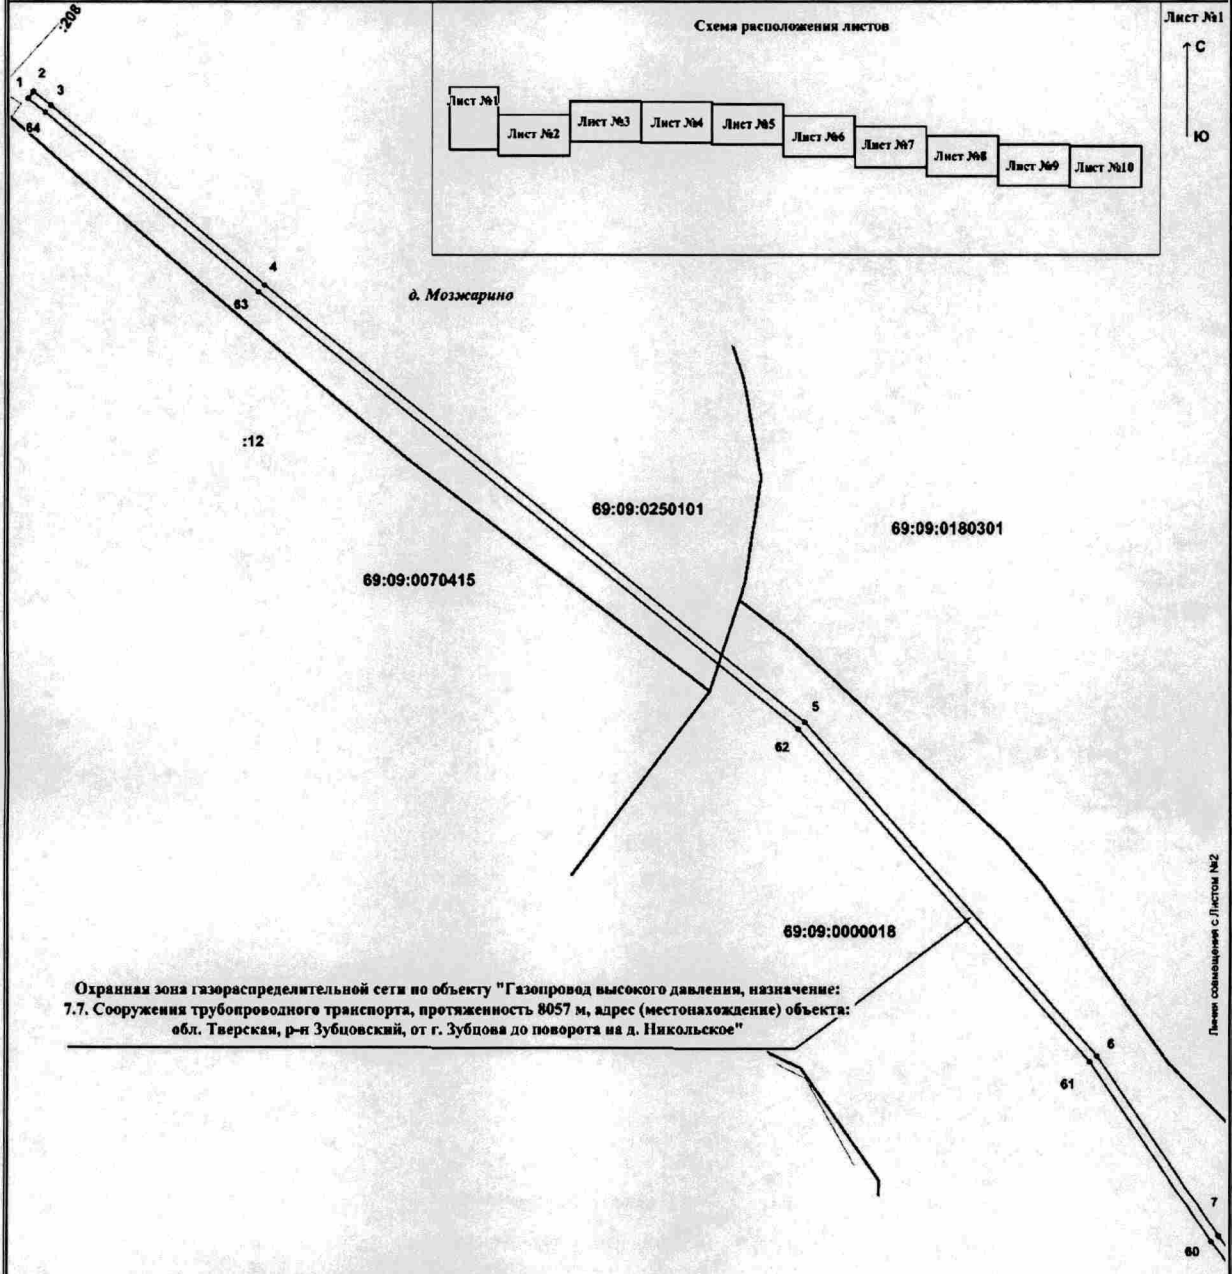 :208
Схема расположения листов
Лист №1
С
Ю
Лист №1
Лист №2
Лист №3
Лист №4
Лист №5
Лист №6
Лист №7
Лист №8
Лист №9
Лист №10
1
2
3
64
4
63
д. Мозжарино
:12
69:09:0250101
69:09:0180301
69:09:0070415
5
62
69:09:0000018
Линия совмещения с Листом №2
Охранная зона газораспределительной сети по объекту "Газопровод высокого давления, назначение:
7.7. Сооружения трубопроводного транспорта, протяженность 8057 м, адрес (местонахождение) объекта:
обл. Тверская, р-н Зубцовский, от г. Зубцова до поворота на д. Никольское"
6
61
7
60